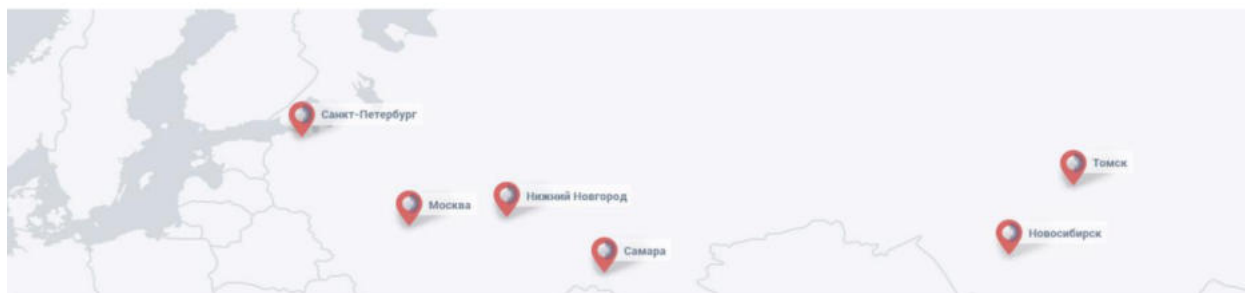 Санкт-Петербург
Томск
Нижний Новгород
Москва
Новосибирск
Самара